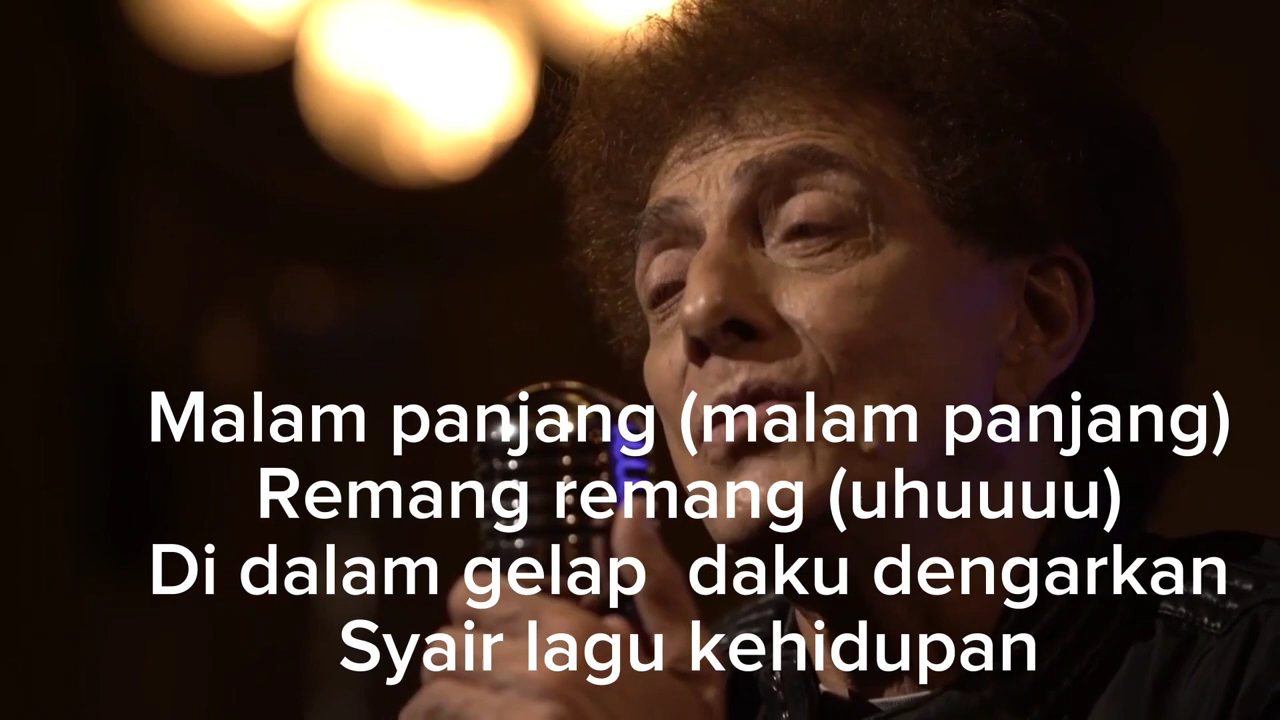 Malam panjang (malam panjang)
Remang remang (uhuuuu)
Di dalam gelap  daku dengarkan
Syair lagu kehidupan